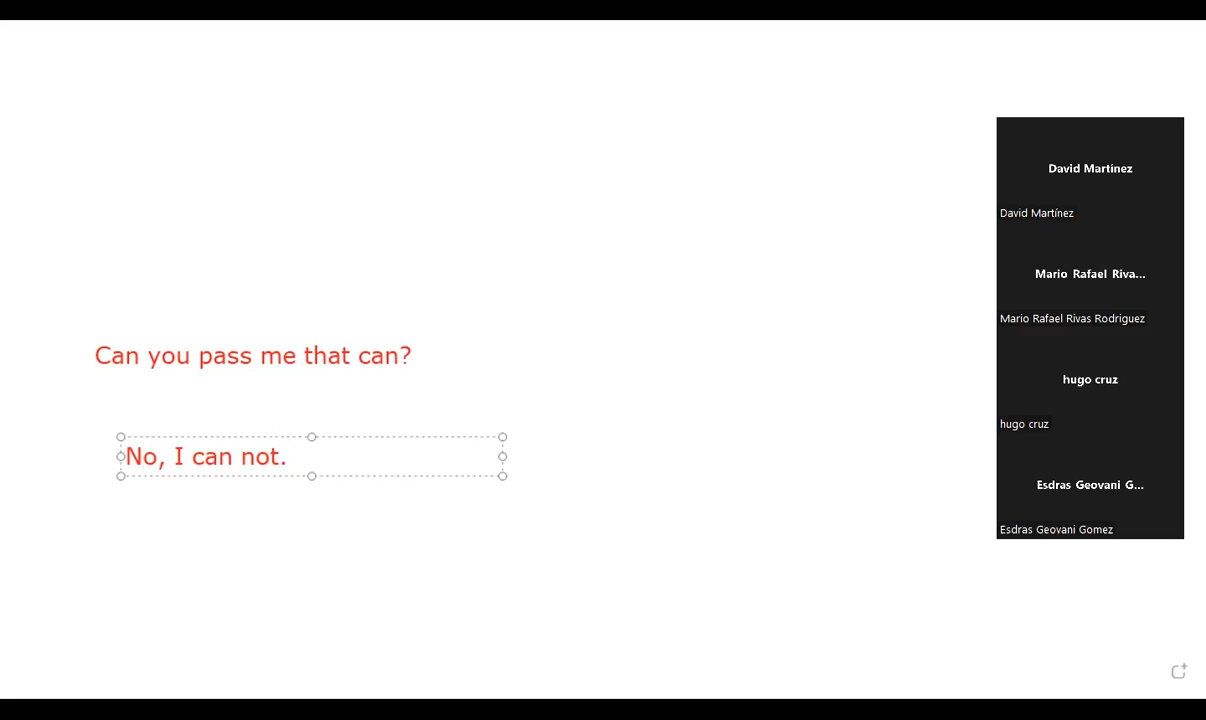 Can you pass me that can?
No, I can not.
David Martínez
David Martínez
Mario Rafael Riva...
Mario Rafael Rivas Rodriguez
hugo cruz
hugo cruz
Esdras Geovani G...
Esdras Geovani Gomez